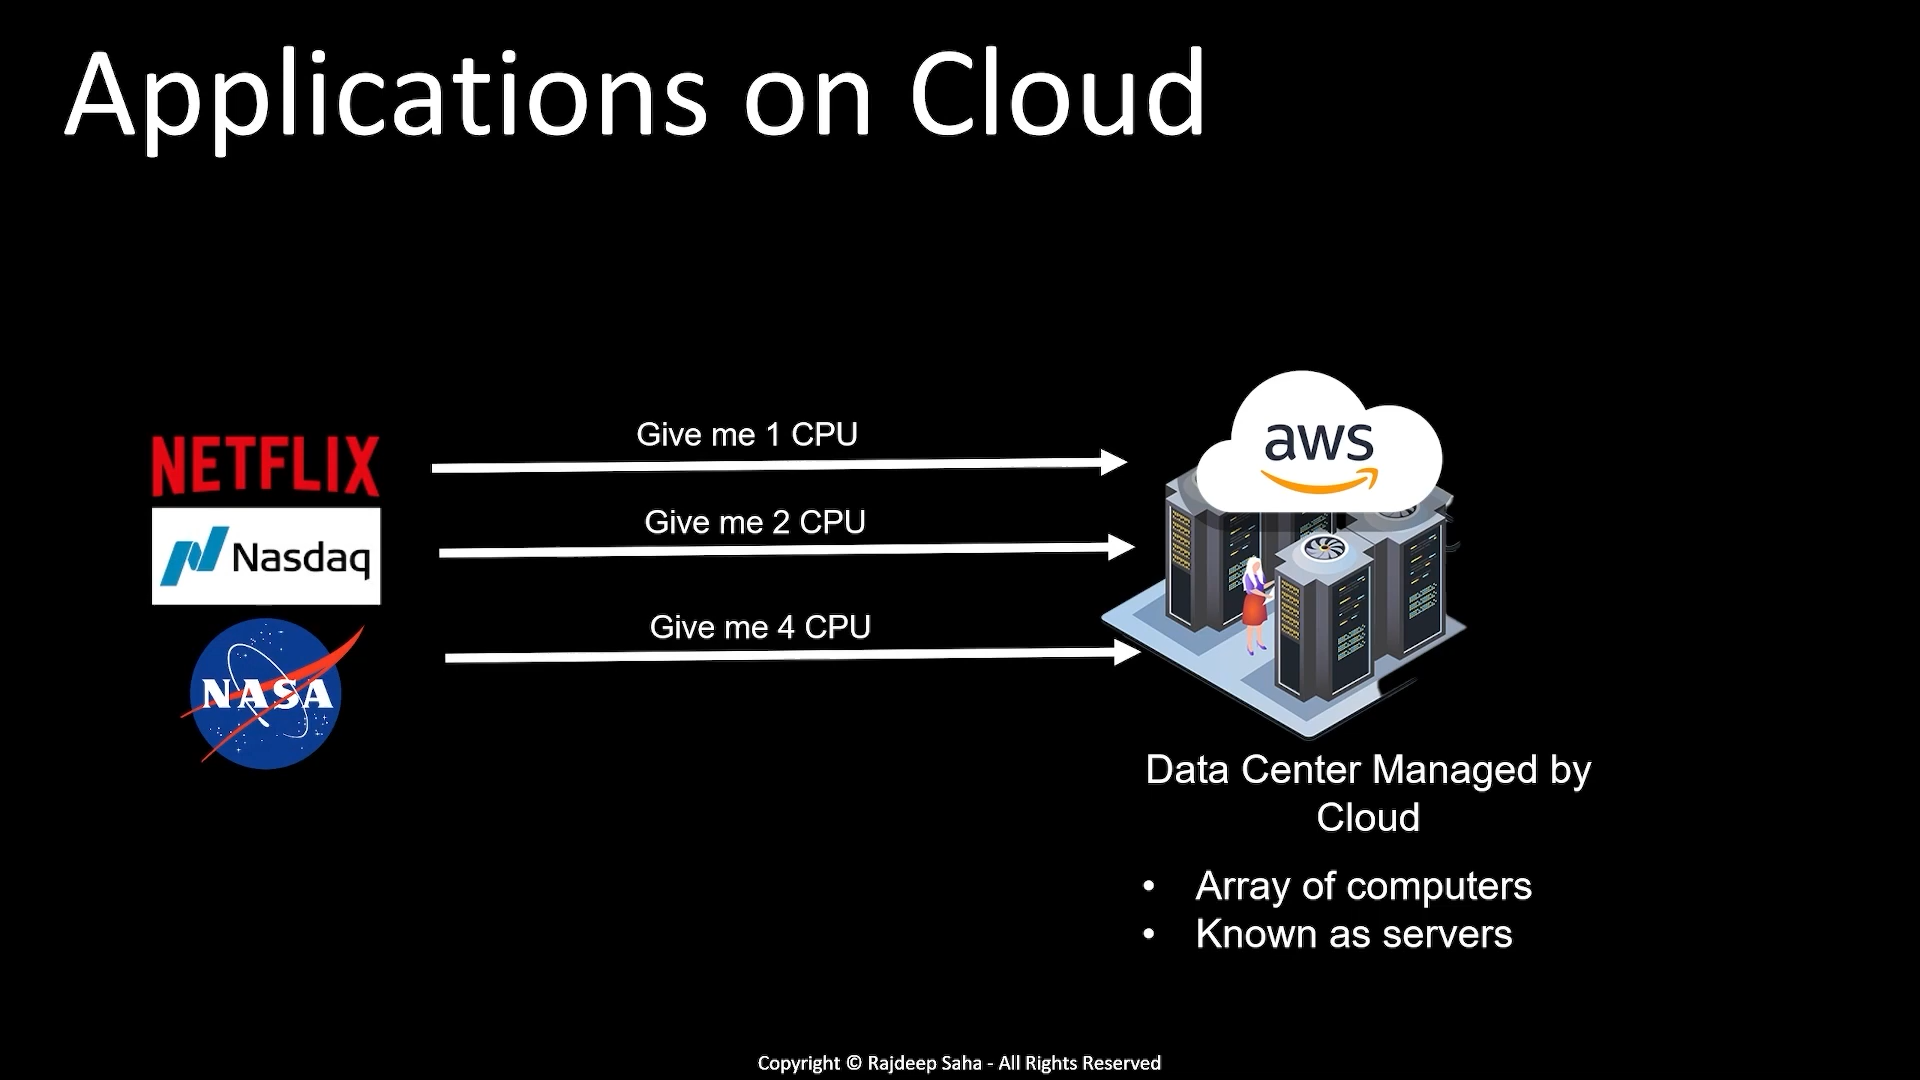 Applications on Cloud
NETFLIX
Nasdaq
NASA
Give me 1 CPU
Give me 2 CPU
Give me 4 CPU
aws
Data Center Managed by
Cloud
• Array of computers
• Known as servers
Copyright © Rajdeep Saha - All Rights Reserved